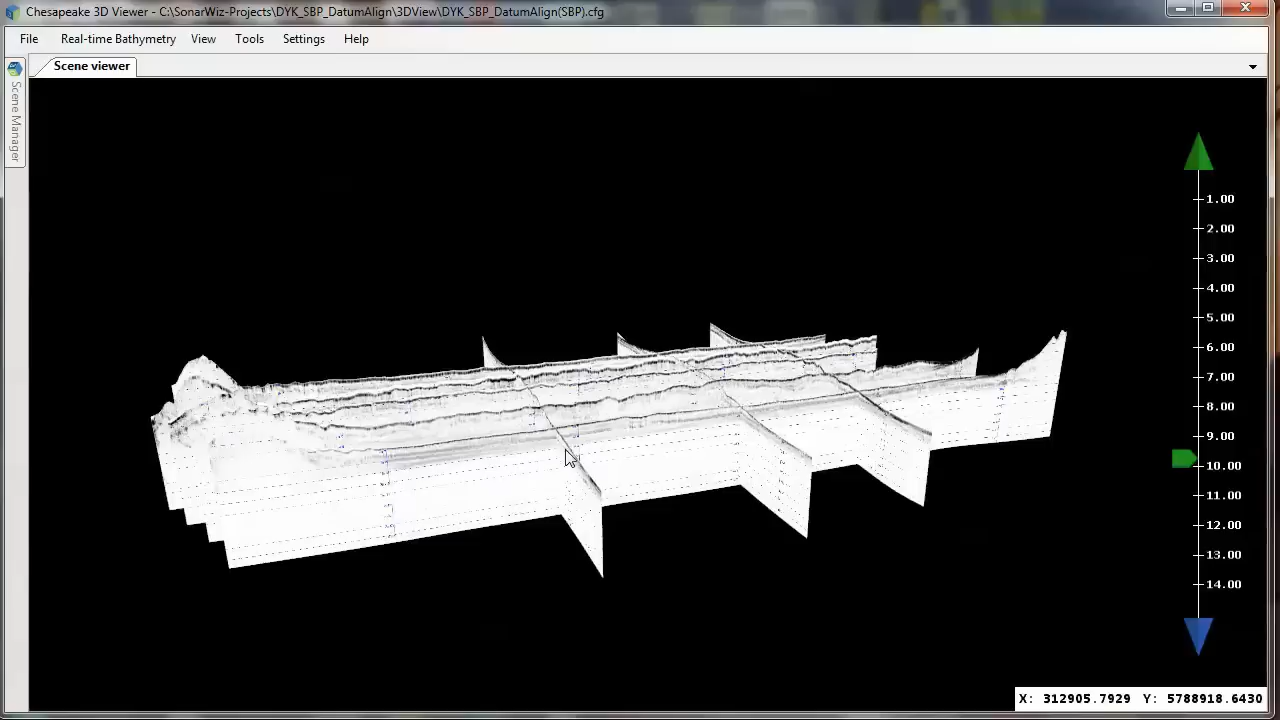 Chesapeake 3D Viewer - C:\SonarWiz-Projects\DYK_SBP_DatumAlign\3DView\DYK_SBP_DatumAlign(SBP).cfg
File Real-time Bathymetry View Tools Settings Help
Scene viewer
Scene Manager
1.00
2.00
3.00
4.00
5.00
6.00
7.00
8.00
9.00
10.00
11.00
12.00
13.00
14.00
X: 312905.7929 Y: 5788918.6430